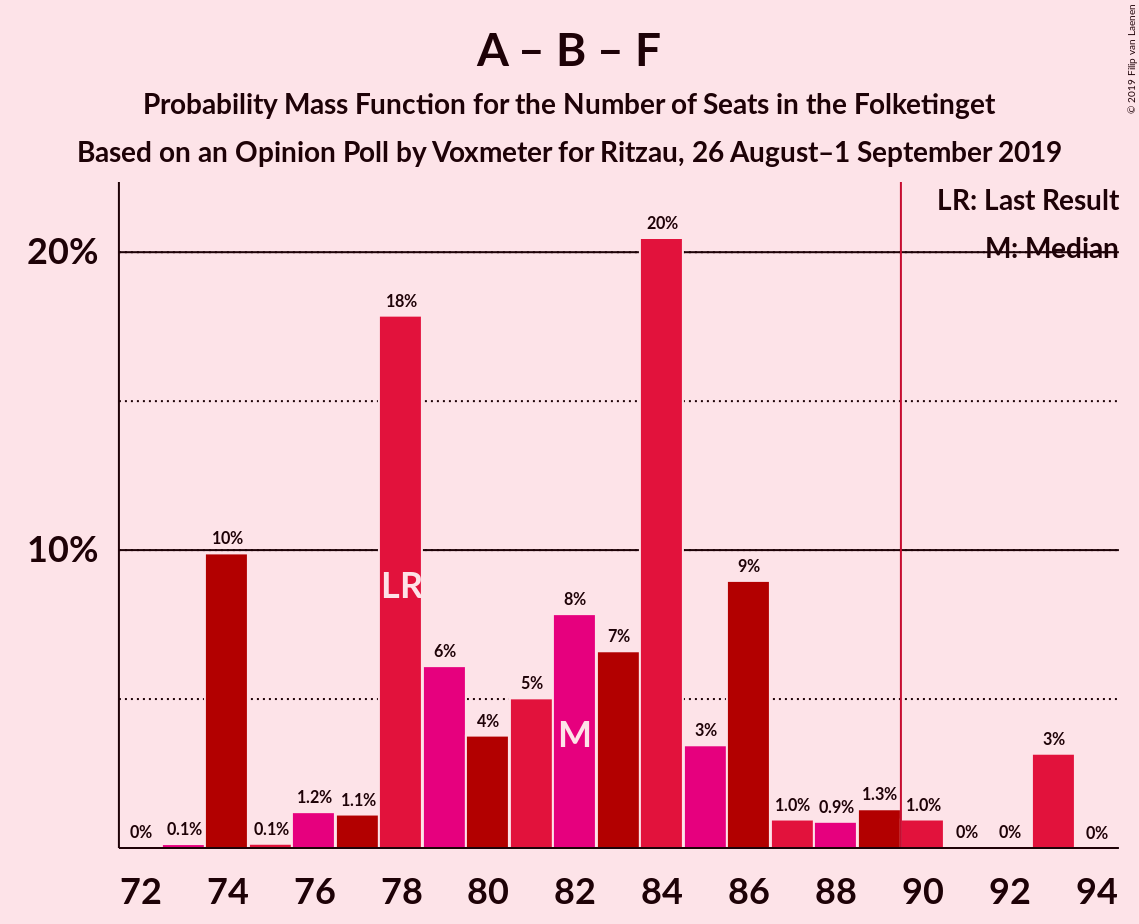 A – B – F
Probability Mass Function for the Number of Seats in the Folketinget
Based on an Opinion Poll by Voxmeter for Ritzau, 26 August–1 September 2019
© 2019 Filip van Laenen
LR: Last Result
M: Median
20%
10%
0%
0.1%
10%
0.1%
1.2%
1.1%
18%
6%
4%
5%
8%
7%
20%
3%
9%
1.0%
0.9%
1.3%
1.0%
0%
0%
3%
0%
LR
M
72 74 76 78 80 82 84 86 88 90 92 94